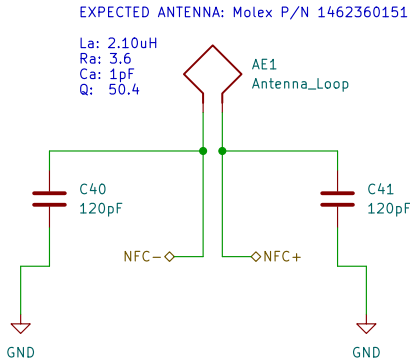 EXPECTED ANTENNA: Molex P/N 1462360151
La: 2.10uH
Ra: 3.6
Ca: 1pF
Q: 50.4
AE1
Antenna_Loop
C40
120pF
C41
120pF
NFC-
NFC+
GND
GND